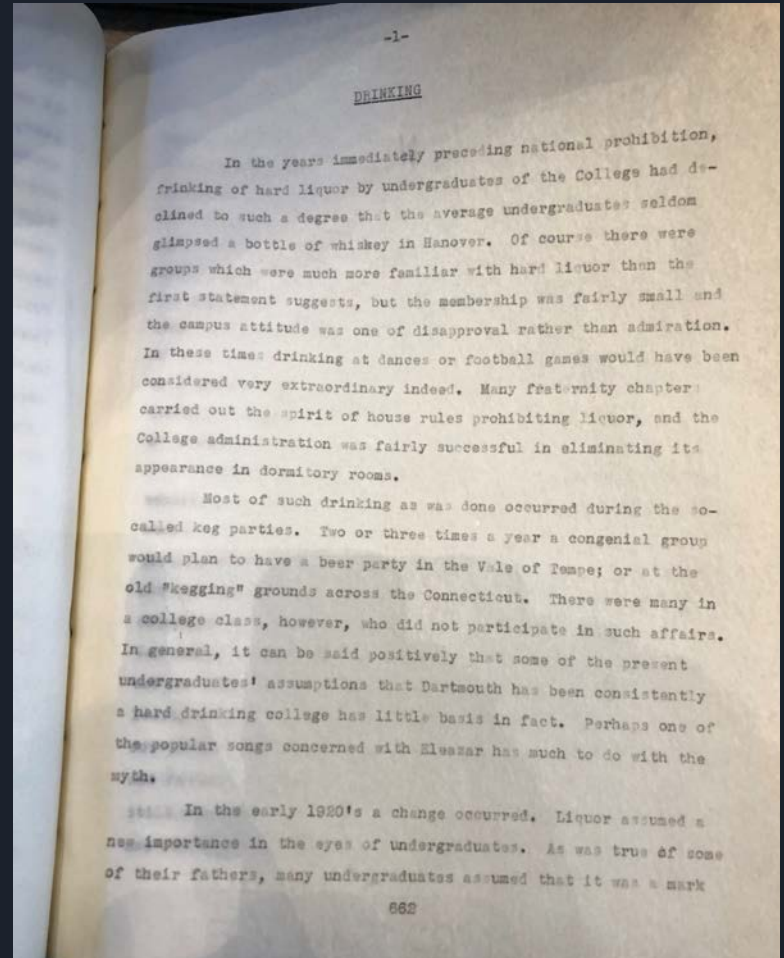 -1-
DRINKING
In the years immediately preceding national prohibition,
frinking of hard liquor by undergraduates of the College had de-
clined to such a degree that the average undergraduates seldom
glimpsed a bottle of whiskey in Hanover. Of course there were
groups which were much more familiar with hard liquor than the
first statement suggests, but the membership was fairly small and
the campus attitude was one of disapproval rather than admiration.
In these times drinking at dances or football games would have been
considered very extraordinary indeed. Many fraternity chapters
carried out the spirit of house rules prohibiting liquor, and the
College administration was fairly successful in eliminating its
appearance in dormitory rooms.
Most of such drinking as was done occurred during the so-
called keg parties. Two or three times a year a congenial group
would plan to have a beer party in the Vale of Tempe; or at the
old "kegging" grounds across the Connecticut. There were many in
a college class, however, who did not participate in such affairs.
In general, it can be said positively that some of the present
undergraduates' assumptions that Dartmouth has been consistently
a hard drinking college has little basis in fact. Perhaps one of
the popular songs concerned with Eleazar has much to do with the
myth.
In the early 1920's a change occurred. Liquor assumed a
new importance in the eyes of undergraduates. As was true of some
of their fathers, many undergraduates assumed that it was a mark
662